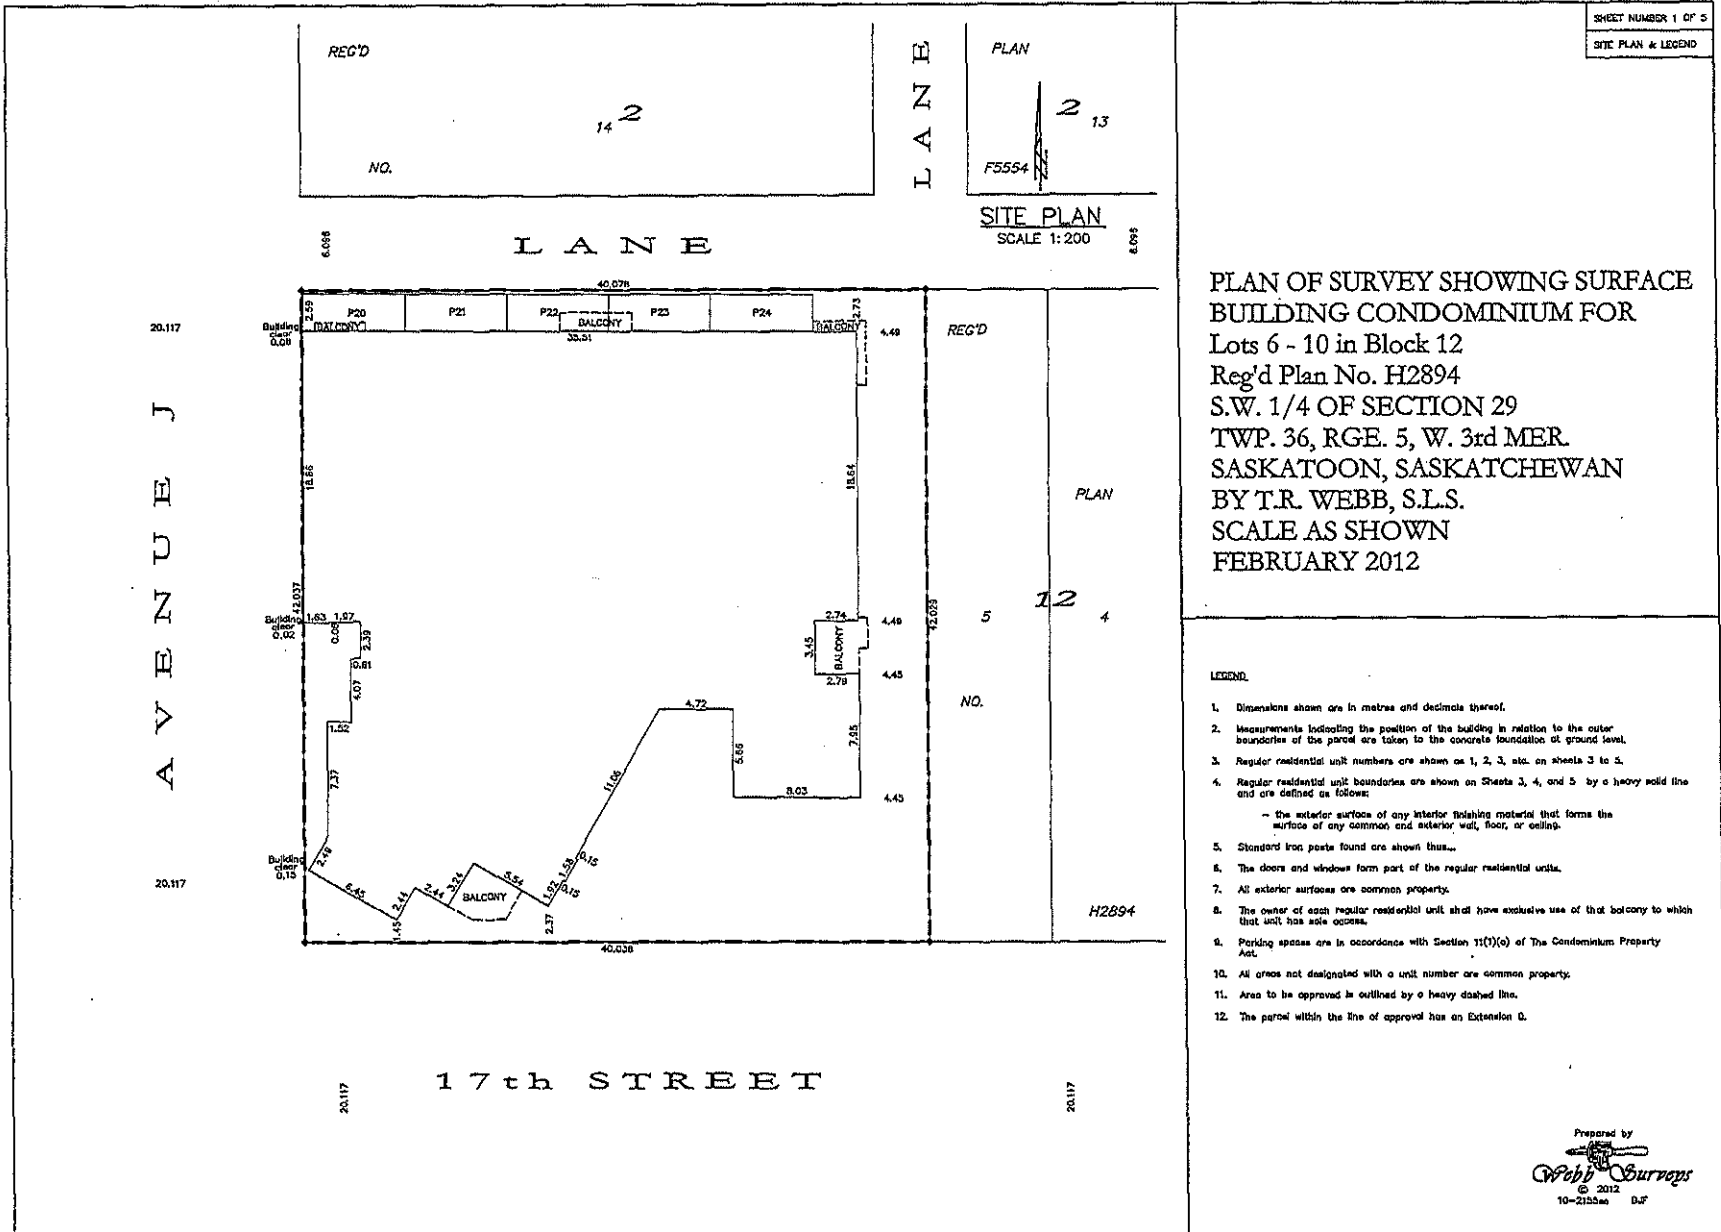 SHEET NUMBER 1 OF 5
SITE PLAN & LEGEND
REG'D
14 2
NO.
LANE
PLAN
2 13
F5554
SITE PLAN
SCALE 1:200
6.096
LANE
6.095
40.078
20.117
Building clear 0.08
2.59
P20
P21
P22
P23
P24
2.73
BALCONY
BALCONY
BALCONY
35.51
4.49
REG'D
AVENUE J
18.66
18.64
PLAN
42.037
42.029
Building clear 0.02
1.63
1.97
0.06
2.39
0.61
4.07
1.52
7.37
2.74
3.45
BALCONY
2.79
4.49
4.45
5
12
4
NO.
4.72
5.66
7.95
8.03
4.45
11.06
Building clear 0.15
2.49
6.45
1.45
2.44
2.44
3.24
BALCONY
5.54
1.92
0.15
1.58
0.15
2.37
20.117
H2894
40.038
17th STREET
20.117
20.117
PLAN OF SURVEY SHOWING SURFACE
BUILDING CONDOMINIUM FOR
Lots 6 - 10 in Block 12
Reg'd Plan No. H2894
S.W. 1/4 OF SECTION 29
TWP. 36, RGE. 5, W. 3rd MER.
SASKATOON, SASKATCHEWAN
BY T.R. WEBB, S.L.S.
SCALE AS SHOWN
FEBRUARY 2012
LEGEND
1. Dimensions shown are in metres and decimals thereof.
2. Measurements indicating the position of the building in relation to the outer
boundaries of the parcel are taken to the concrete foundation at ground level.
3. Regular residential unit numbers are shown as 1, 2, 3, etc. on sheets 3 to 5.
4. Regular residential unit boundaries are shown on Sheets 3, 4, and 5 by a heavy solid line
and are defined as follows:
- the exterior surface of any interior finishing material that forms the
surface of any common and exterior wall, floor, or ceiling.
5. Standard iron posts found are shown thus...
6. The doors and windows form part of the regular residential units.
7. All exterior surfaces are common property.
8. The owner of each regular residential unit shall have exclusive use of that balcony to which
that unit has sole access.
9. Parking spaces are in accordance with Section 11(1)(a) of The Condominium Property
Act.
10. All areas not designated with a unit number are common property.
11. Area to be approved is outlined by a heavy dashed line.
12. The parcel within the line of approval has an Extension 0.
Prepared by
Webb Surveys
© 2012
DJF